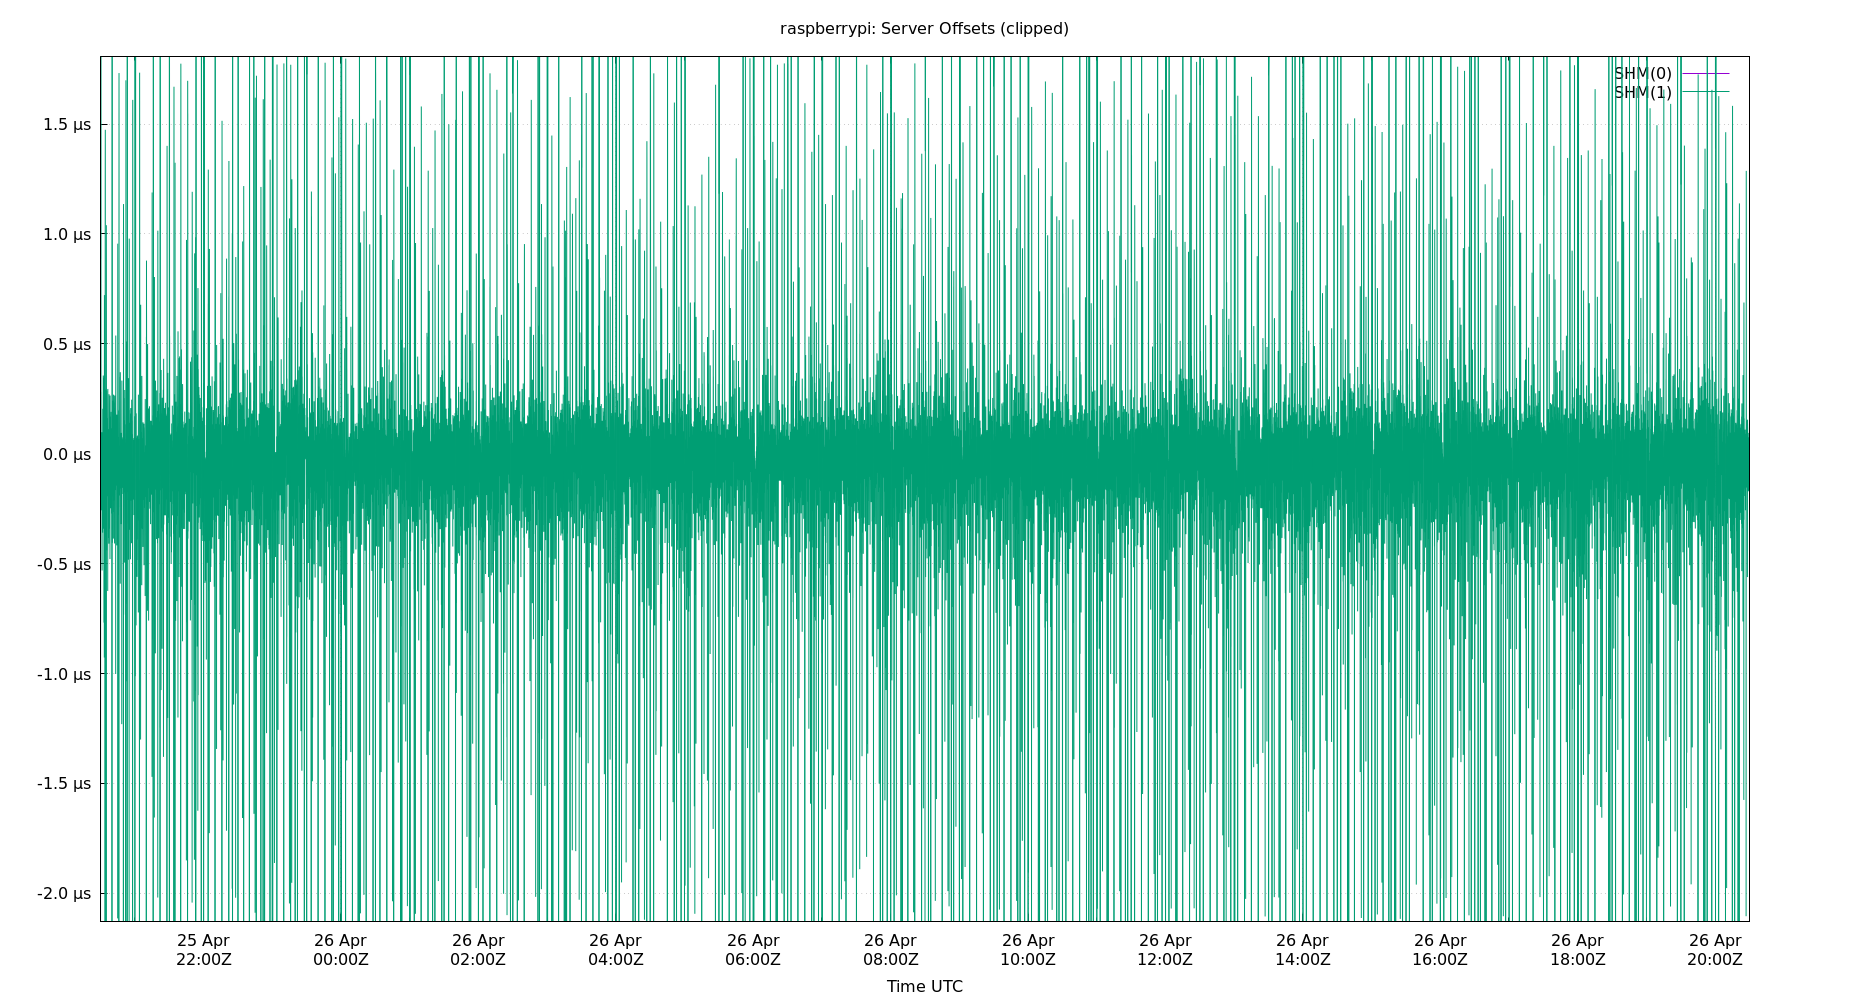 raspberrypi: Server Offsets (clipped)
SHM(0)
SHM(1)
1.5 µs
1.0 µs
0.5 µs
0.0 µs
-0.5 µs
-1.0 µs
-1.5 µs
-2.0 µs
25 Apr 26 Apr 26 Apr 26 Apr 26 Apr 26 Apr 26 Apr 26 Apr 26 Apr 26 Apr 26 Apr 26 Apr
22:00Z 00:00Z 02:00Z 04:00Z 06:00Z 08:00Z 10:00Z 12:00Z 14:00Z 16:00Z 18:00Z 20:00Z
Time UTC